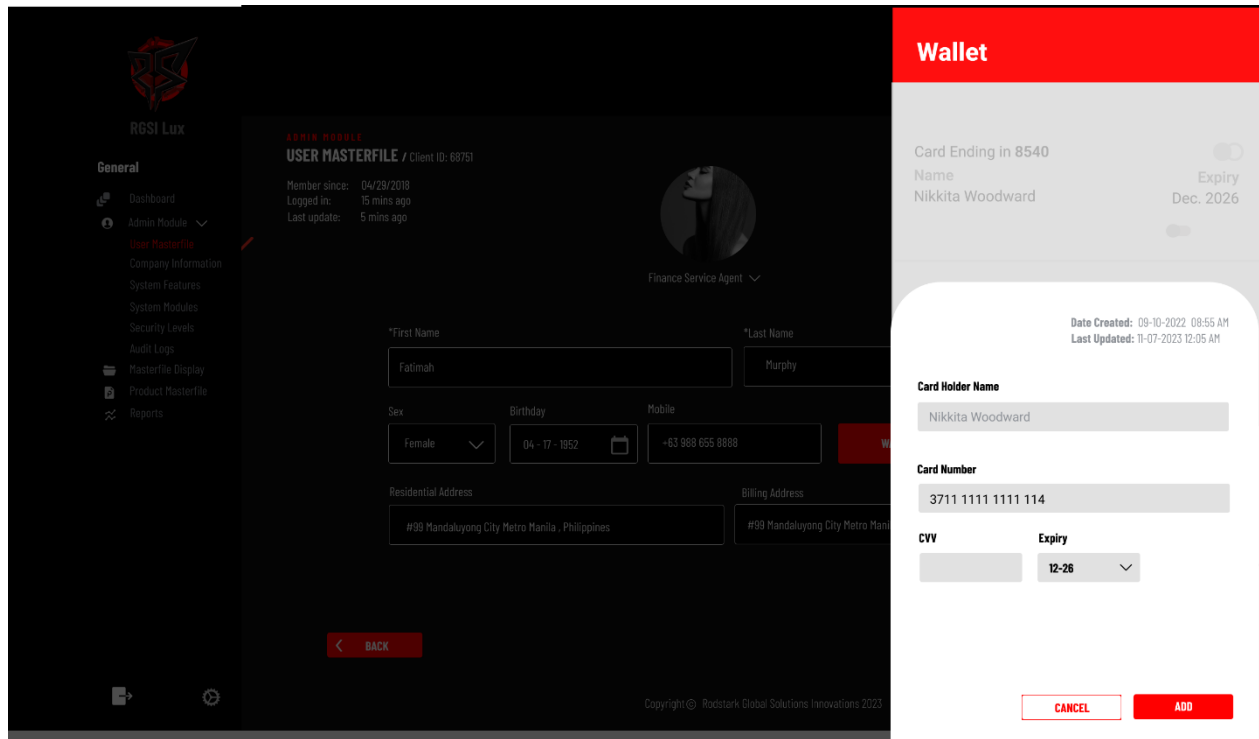 RGSI Lux
General
Dashboard
Admin Module
User Masterfile
Company Information
System Features
System Modules
Security Levels
Audit Logs
Masterfile Display
Product Masterfile
Reports
ADMIN MODULE
USER MASTERFILE / Client ID: 68751
Member since: 04/29/2018
Logged in: 15 mins ago
Last update: 5 mins ago
Finance Service Agent
*First Name
*Last Name
Fatimah
Murphy
Sex
Birthday
Mobile
Female
04 - 17 - 1952
+63 988 655 8888
Residential Address
Billing Address
#99 Mandaluyong City Metro Manila , Philippines
#99 Mandaluyong City Metro Mani
BACK
Copyright © Rodstark Global Solutions Innovations 2023
Wallet
Card Ending in 8540
Name
Expiry
Nikkita Woodward
Dec. 2026
Date Created: 09-10-2022 08:55 AM
Last Updated: 11-07-2023 12:05 AM
Card Holder Name
Nikkita Woodward
Card Number
3711 1111 1111 114
CVV
Expiry
12-26
CANCEL
ADD